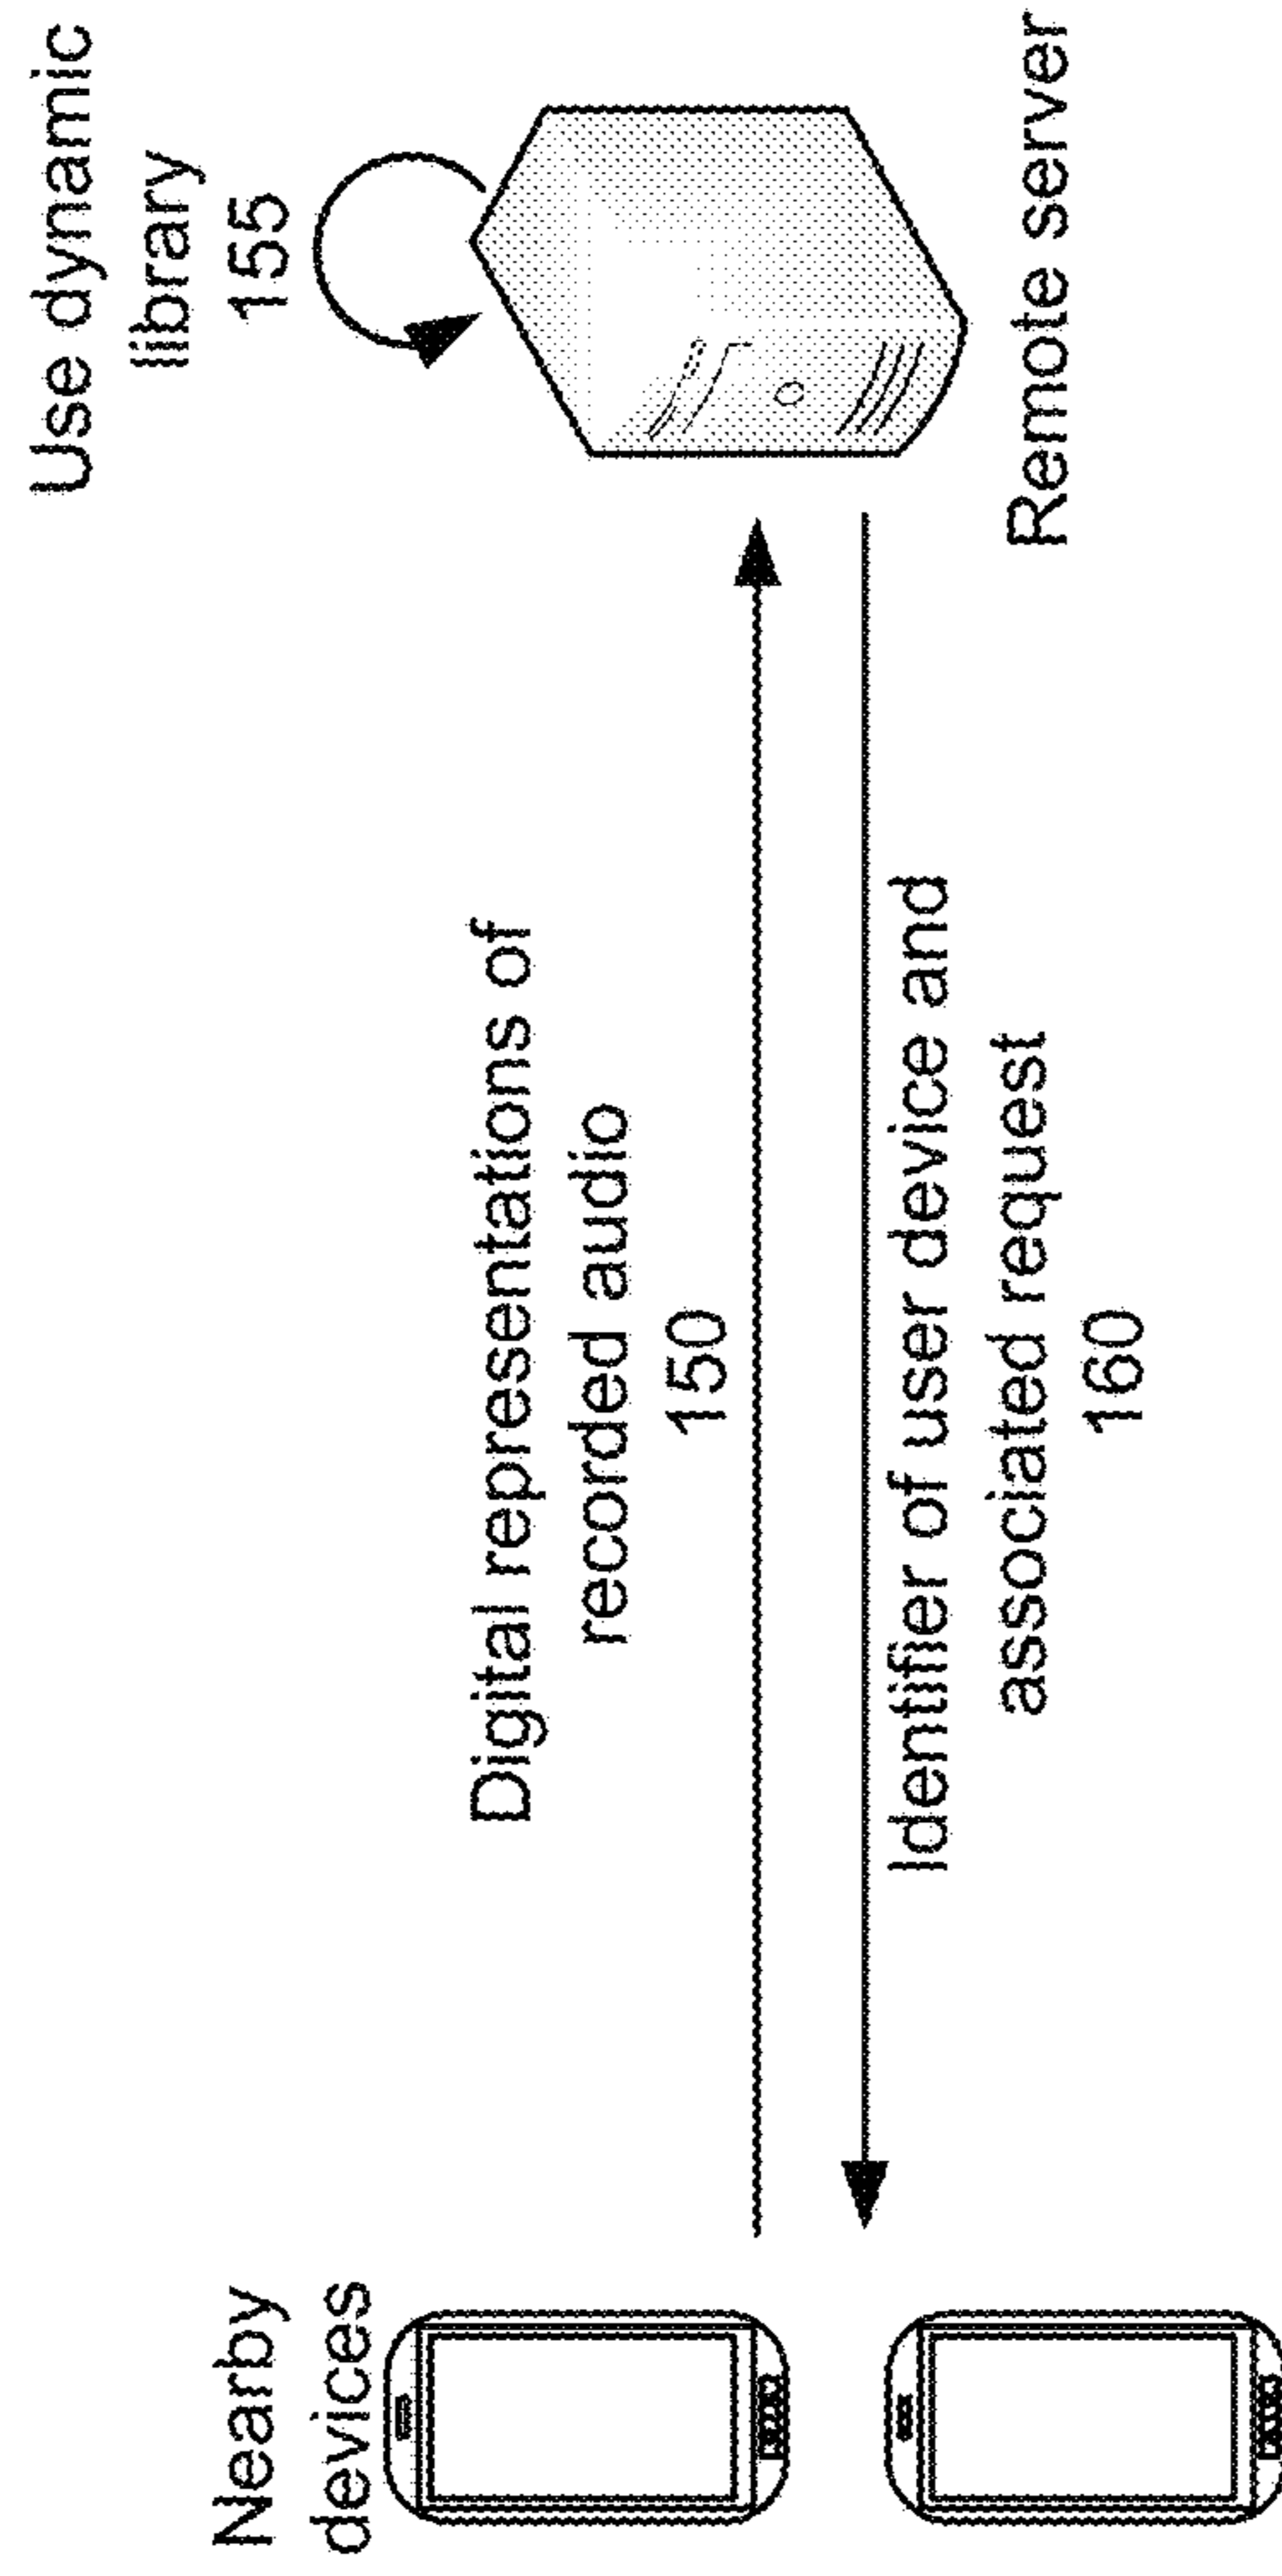 Nearby
devices
Digital representations of
recorded audio
150
Identifier of user device and
associated request
160
Use dynamic
library
155
Remote server